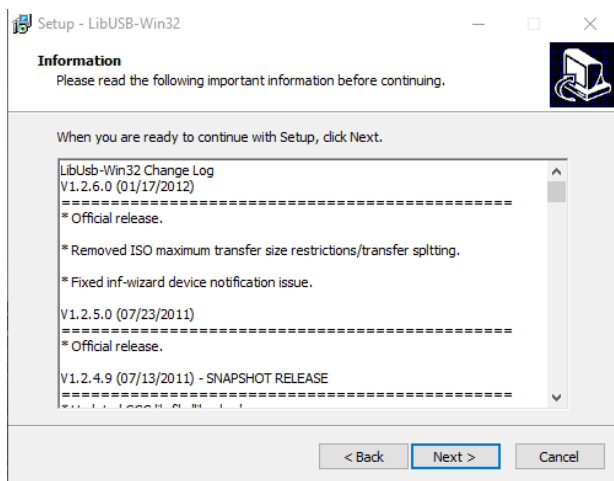 Setup - LibUSB-Win32
Information
Please read the following important information before continuing.
When you are ready to continue with Setup, click Next.
LibUsb-Win32 Change Log
V1.2.6.0 (01/17/2012)
==================================================
* Official release.
* Removed ISO maximum transfer size restrictions/transfer spltting.
* Fixed inf-wizard device notification issue.
V1.2.5.0 (07/23/2011)
==================================================
* Official release.
V1.2.4.9 (07/13/2011) - SNAPSHOT RELEASE
==================================================
< Back
Next >
Cancel